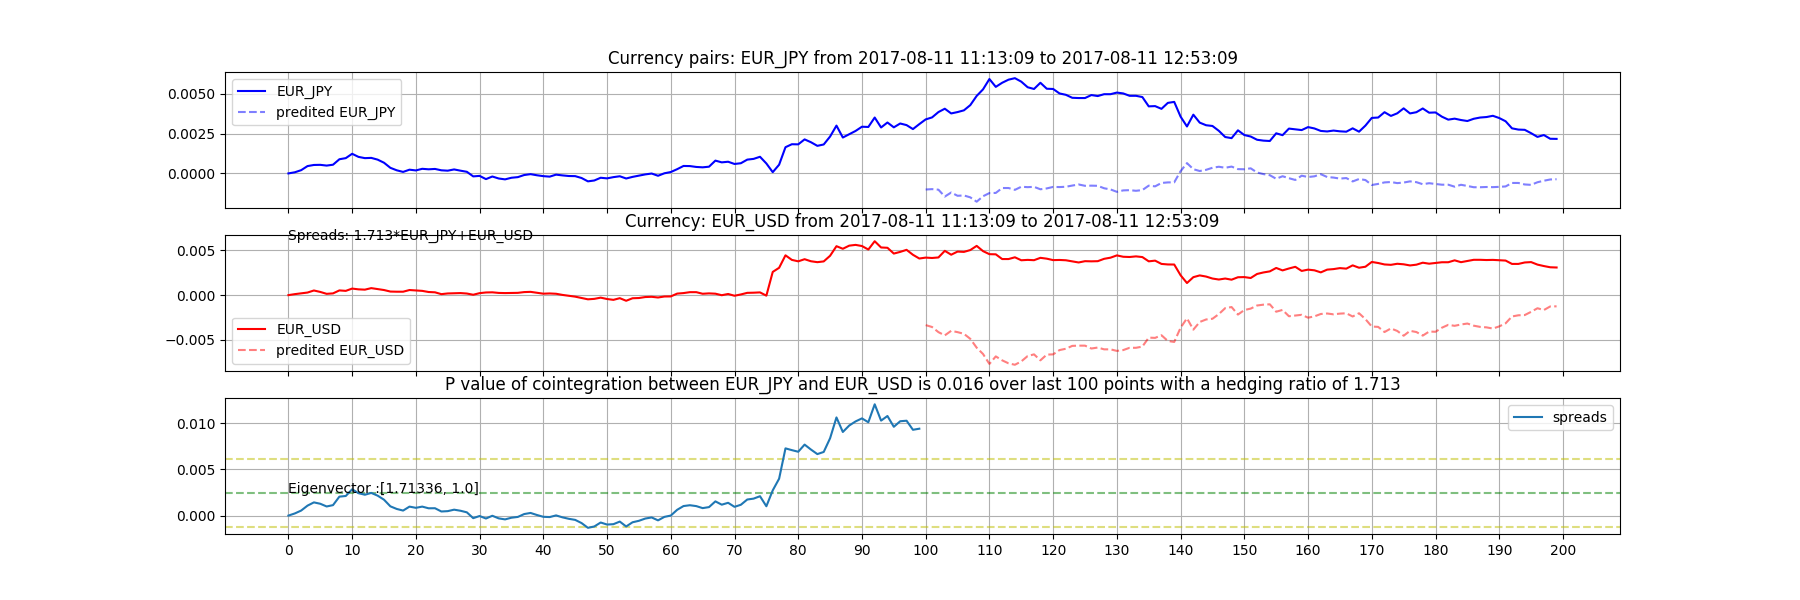 Currency pairs: EUR_JPY from 2017-08-11 11:13:09 to 2017-08-11 12:53:09
EUR_JPY
predited EUR_JPY
0.0050
0.0025
0.0000
Currency: EUR_USD from 2017-08-11 11:13:09 to 2017-08-11 12:53:09
Spreads: 1.713*EUR_JPY+EUR_USD
0.005
0.000
−0.005
EUR_USD
predited EUR_USD
P value of cointegration between EUR_JPY and EUR_USD is 0.016 over last 100 points with a hedging ratio of 1.713
spreads
0.010
0.005
0.000
Eigenvector :[1.71336, 1.0]
0 10 20 30 40 50 60 70 80 90 100 110 120 130 140 150 160 170 180 190 200